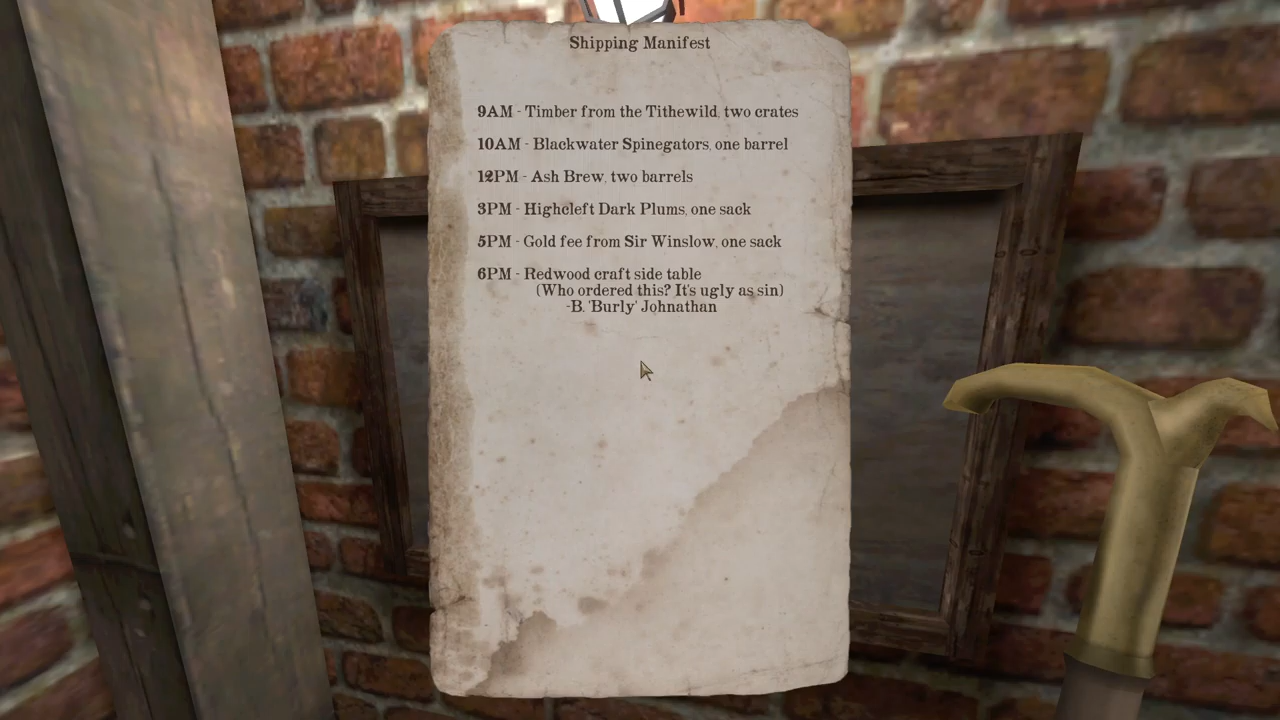 Shipping Manifest
9AM - Timber from the Tithewild, two crates
10AM - Blackwater Spinegators, one barrel
12PM - Ash Brew, two barrels
3PM - Highcleft Dark Plums, one sack
5PM - Gold fee from Sir Winslow, one sack
6PM - Redwood craft side table
(Who ordered this? It's ugly as sin)
-B. 'Burly' Johnathan